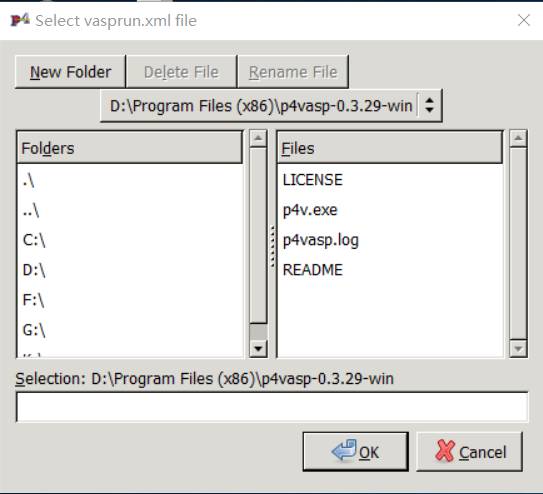 P4 Select vasprun.xml file
New Folder Delete File Rename File
D:\Program Files (x86)\p4vasp-0.3.29-win
Folders
.\
..\
C:\
D:\
F:\
G:\
Files
LICENSE
p4v.exe
p4vasp.log
README
Selection: D:\Program Files (x86)\p4vasp-0.3.29-win
OK Cancel